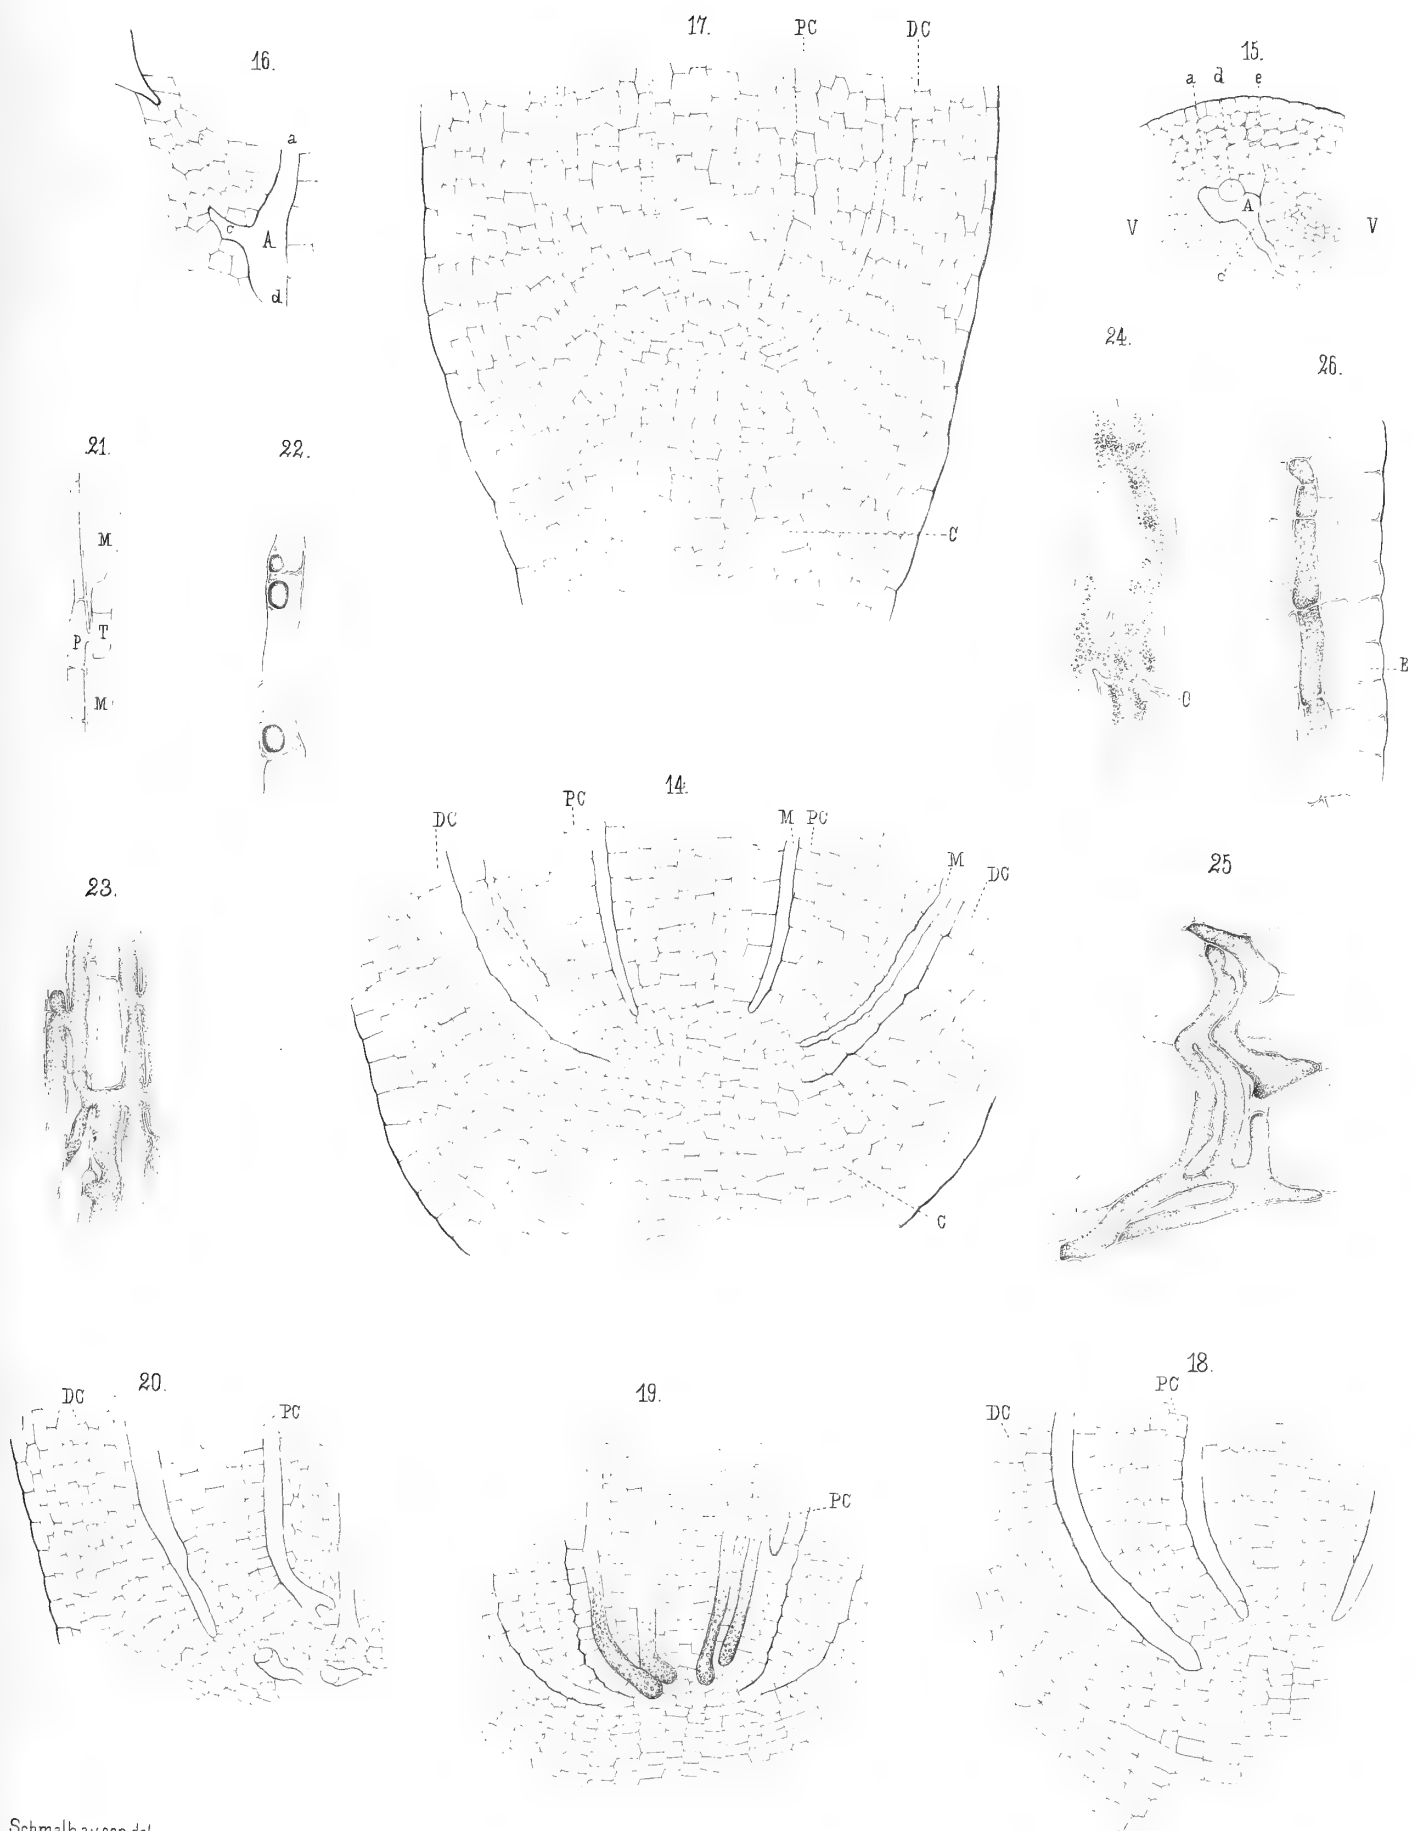 17. PC DC
16.
15.
a d e
a
c A
d
V A V
c
24.
26.
21.
22.
M
C
P T
M
E
C
14.
PC
DC
M PC
M
DC
25
23.
C
18.
PC
20.
DC
19.
PC
DC
PC
Schmalhausen del.